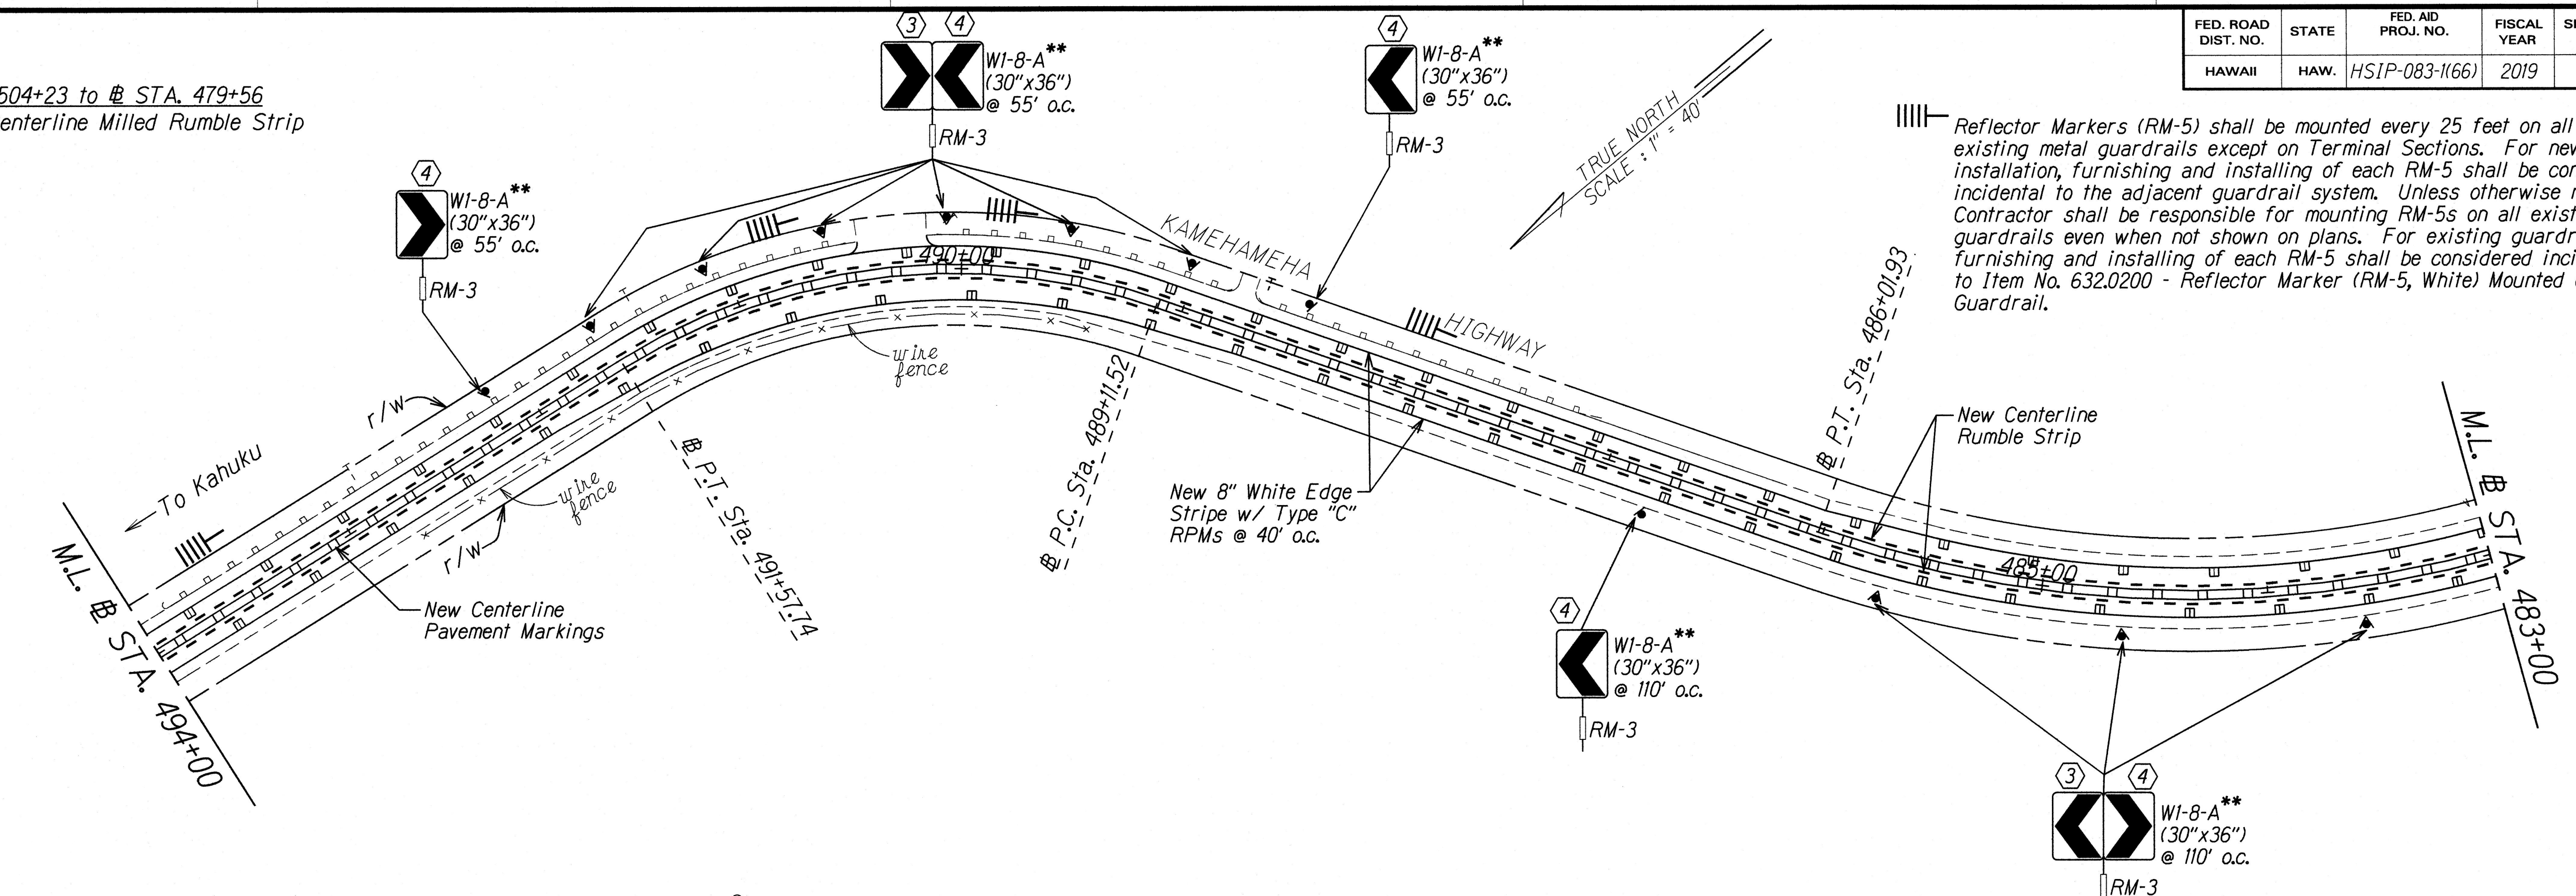 FED. ROAD DIST. NO.
STATE
FED. AID PROJ. NO.
FISCAL YEAR
HAWAII
HAW.
HSIP-083-1(66)
2019
504+23 to ⅊ STA. 479+56
Centerline Milled Rumble Strip
3
4
W1-8-A**
(30"x36")
@ 55' o.c.
RM-3
4
W1-8-A**
(30"x36")
@ 55' o.c.
RM-3
4
W1-8-A**
(30"x36")
@ 55' o.c.
RM-3
TRUE NORTH
SCALE : 1" = 40'
Reflector Markers (RM-5) shall be mounted every 25 feet on all
existing metal guardrails except on Terminal Sections. For
installation, furnishing and installing of each RM-5 shall be
incidental to the adjacent guardrail system. Unless otherwise
Contractor shall be responsible for mounting RM-5s on all
guardrails even when not shown on plans. For existing
furnishing and installing of each RM-5 shall be considered
to Item No. 632.0200 - Reflector Marker (RM-5, White) Mounted
Guardrail.
KAMEHAMEHA
HIGHWAY
490+00
wire
fence
r/w
To Kahuku
wire
fence
r/w
M.L. ⅊ STA. 494+00
New Centerline
Pavement Markings
⅊ P.T. Sta. 491+57.74
⅊ P.C. Sta. 489+11.52
New 8" White Edge
Stripe w/ Type "C"
RPMs @ 40' o.c.
⅊ P.T. Sta. 486+01.93
New Centerline
Rumble Strip
485+00
M.L. ⅊ STA. 483+00
4
W1-8-A**
(30"x36")
@ 110' o.c.
RM-3
3
4
W1-8-A**
(30"x36")
@ 110' o.c.
RM-3